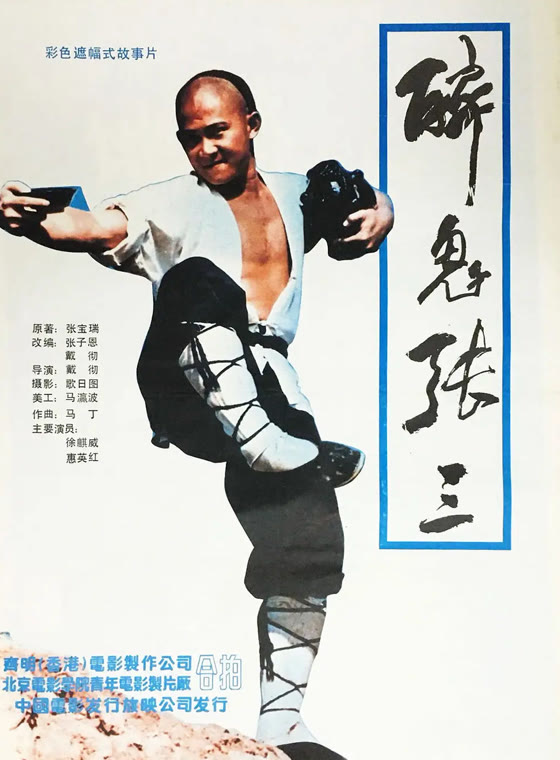 彩色遮幅式故事片
醉鬼张三
原著：张宝瑞
改编：张子恩
戴彻
导演：戴彻
摄影：歌日图
美工：马瀛波
作曲：马丁
主要演员：
徐麒威
惠英红
齊明(香港)電影製作公司
北京電影学院青年電影製片厰
合拍
中國電影发行放映公司发行